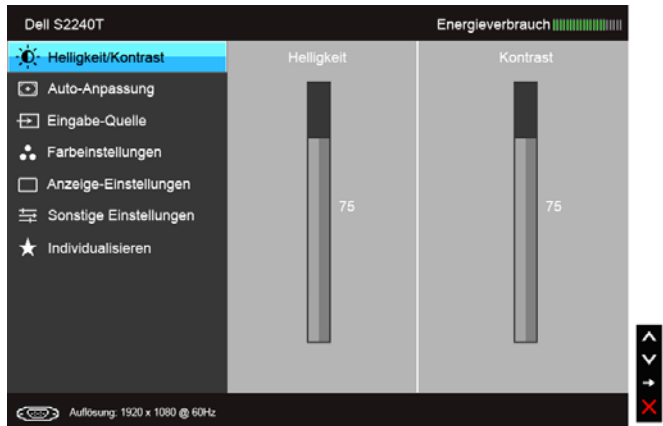 Dell S2240T
Energieverbrauch
Helligkeit/Kontrast
Auto-Anpassung
Eingabe-Quelle
Farbeinstellungen
Anzeige-Einstellungen
Sonstige Einstellungen
Individualisieren
Helligkeit
75
Kontrast
75
Auflösung: 1920 x 1080 @ 60Hz